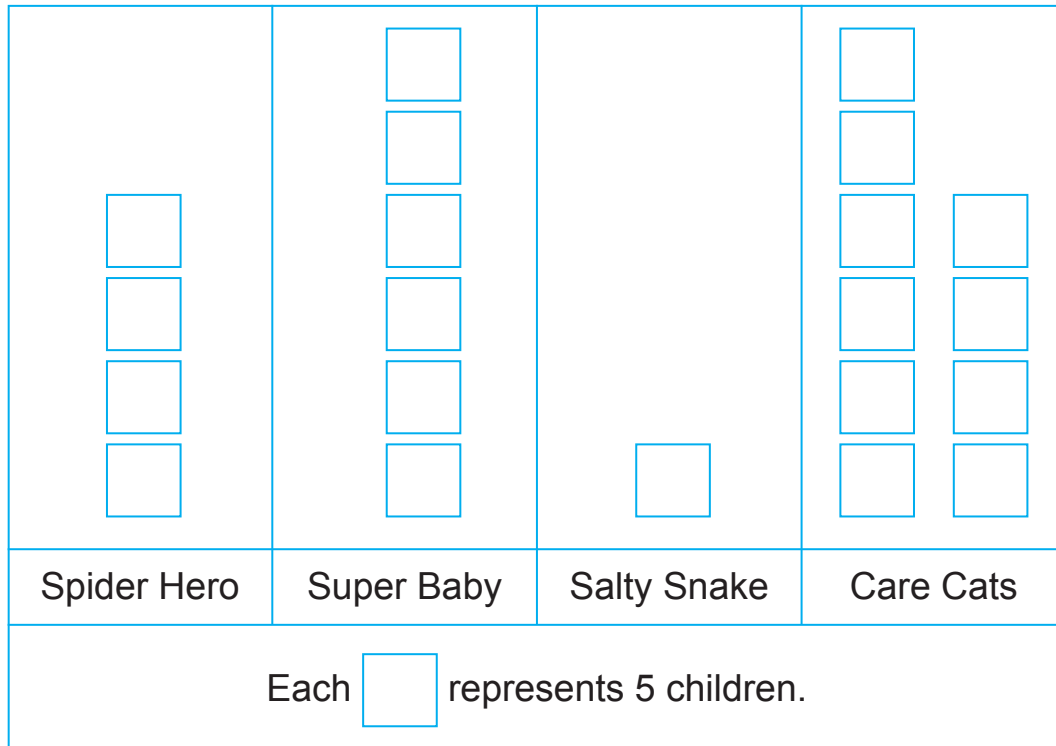 Spider Hero
Super Baby
Salty Snake
Care Cats
Each represents 5 children.